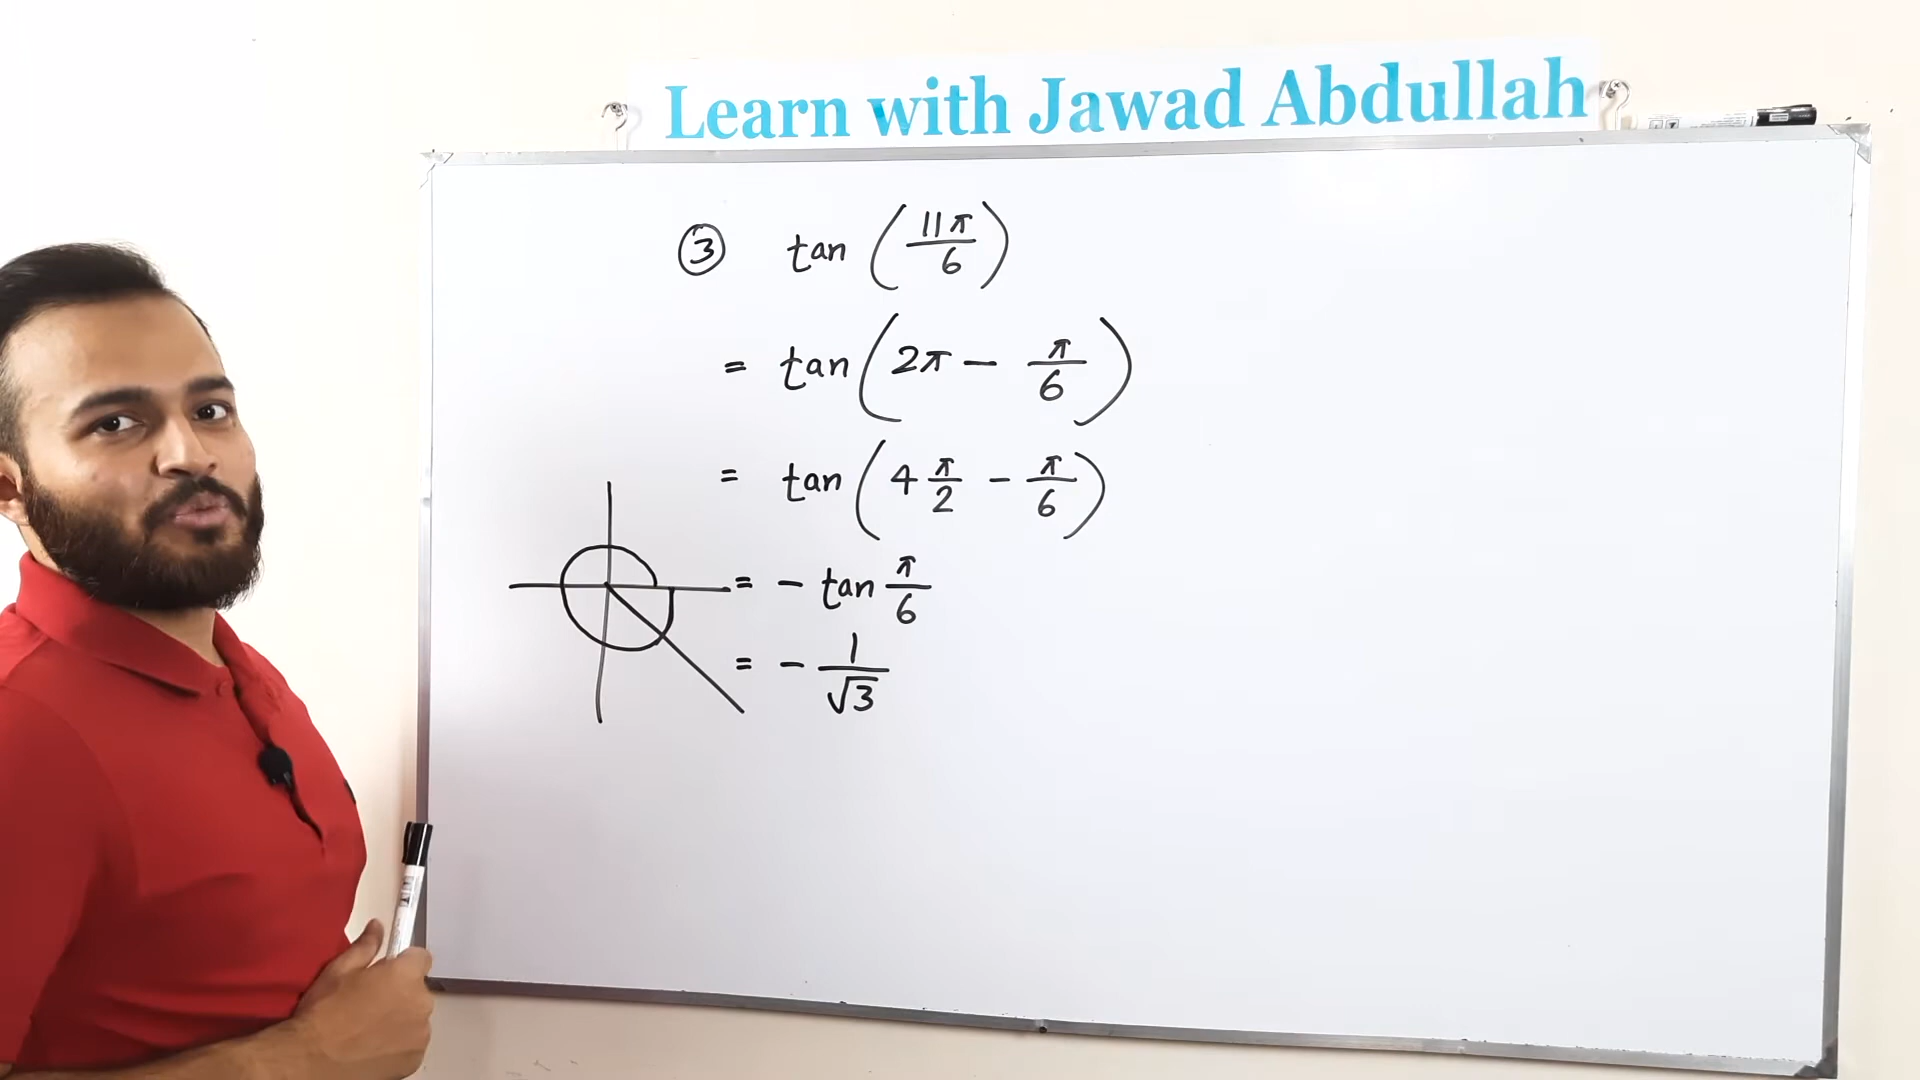 Learn with Jawad Abdullah
③ tan (11π/6)
= tan (2π - π/6)
= tan (4 π/2 - π/6)
= - tan π/6
= - 1/√3